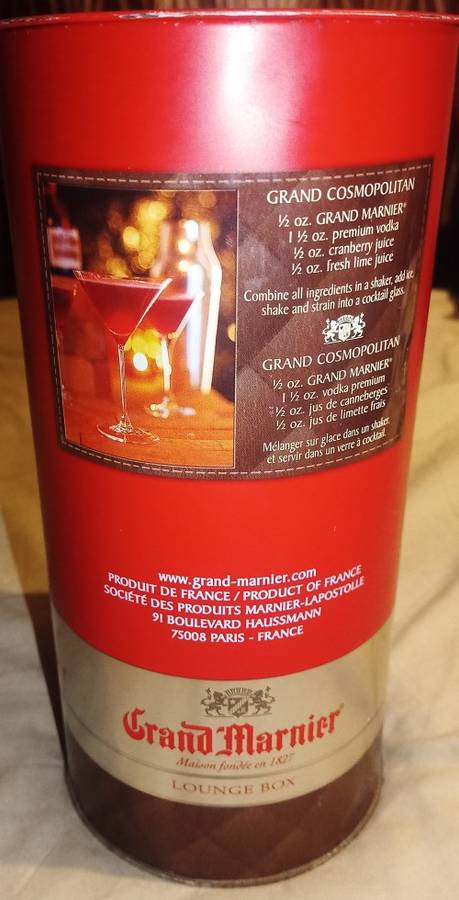 GRAND COSMOPOLITAN
½ oz. GRAND MARNIER®
1 ½ oz. premium vodka
½ oz. cranberry juice
½ oz. fresh lime juice
Combine all ingredients in a shaker, add ice,
shake and strain into a cocktail glass.
GRAND COSMOPOLITAN
½ oz. GRAND MARNIER®
1 ½ oz. vodka premium
½ oz. jus de canneberges
½ oz. jus de limette frais
Mélanger sur glace dans un shaker,
et servir dans un verre à cocktail.
www.grand-marnier.com
PRODUIT DE FRANCE / PRODUCT OF FRANCE
SOCIÉTÉ DES PRODUITS MARNIER-LAPOSTOLLE
91 BOULEVARD HAUSSMANN
75008 PARIS - FRANCE
Grand Marnier®
Maison fondée en 1827
LOUNGE BOX